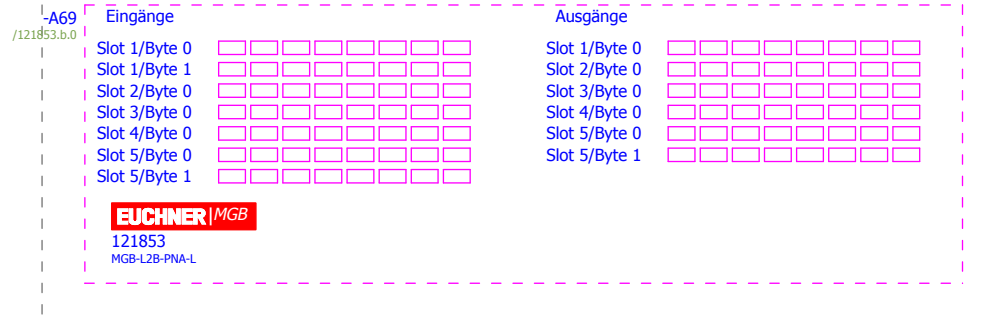 -A69
/121853.b.0
Eingänge
Slot 1/Byte 0
Slot 1/Byte 1
Slot 2/Byte 0
Slot 3/Byte 0
Slot 4/Byte 0
Slot 5/Byte 0
Slot 5/Byte 1
Ausgänge
Slot 1/Byte 0
Slot 2/Byte 0
Slot 3/Byte 0
Slot 4/Byte 0
Slot 5/Byte 0
Slot 5/Byte 1
EUCHNER|MGB
121853
MGB-L2B-PNA-L